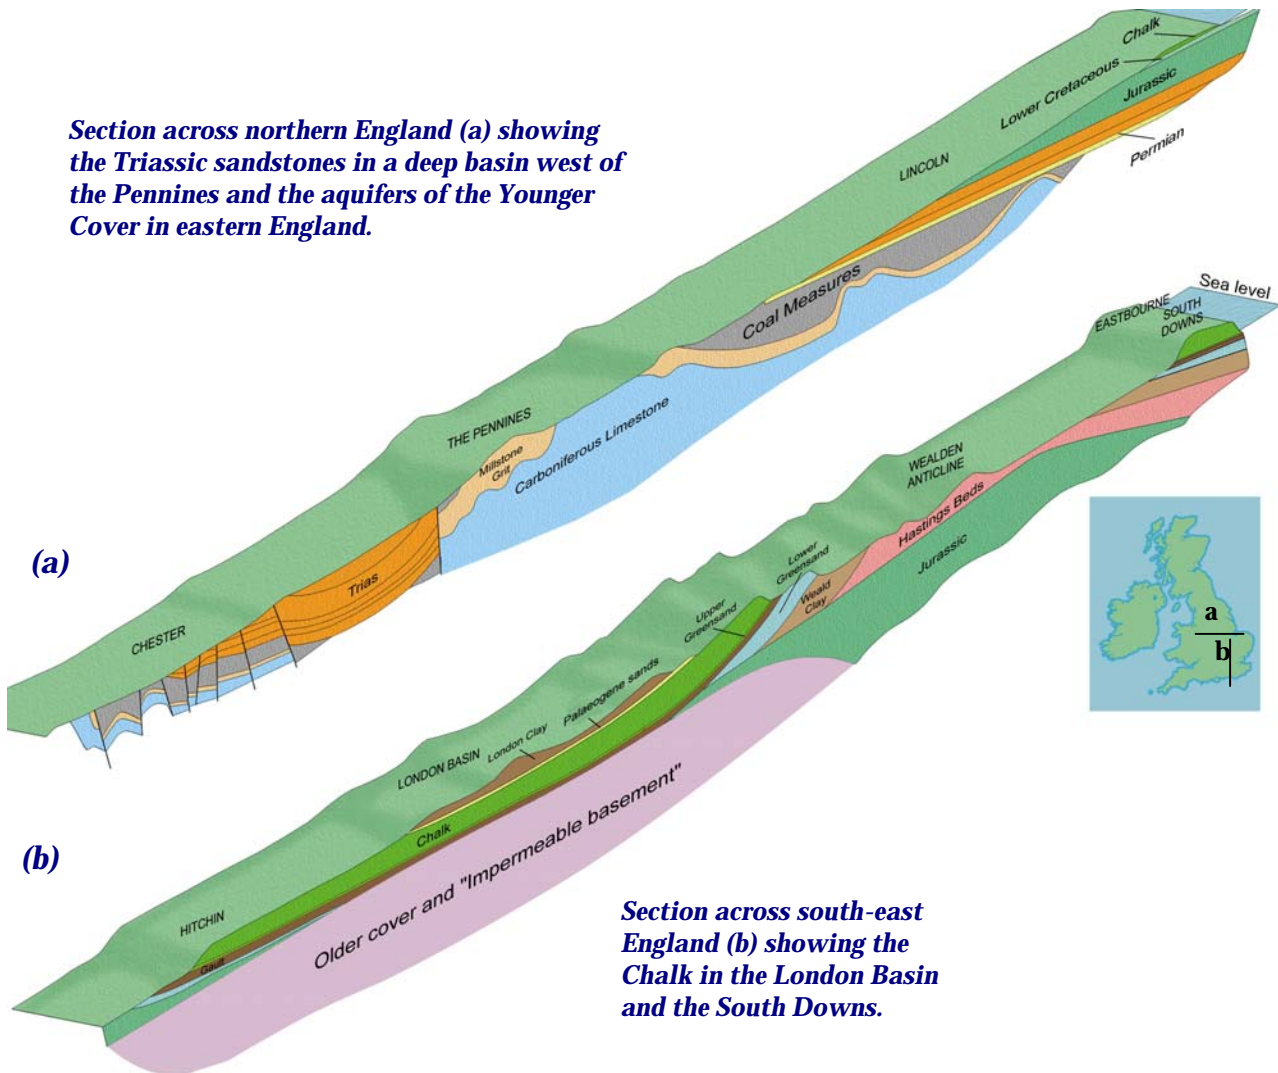 Section across northern England (a) showing
the Triassic sandstones in a deep basin west of
the Pennines and the aquifers of the Younger
Cover in eastern England.
Chalk
Lower Cretaceous
Jurassic
Permian
LINCOLN
Coal Measures
THE PENNINES
Millstone
Grit
Carboniferous Limestone
(a)
Trias
CHESTER
Sea level
EASTBOURNE
SOUTH
DOWNS
WEALDEN
ANTICLINE
Hastings Beds
Jurassic
Lower
Greensand
Weald
Clay
Upper
Greensand
Palaeogene sands
London Clay
LONDON BASIN
Chalk
Older cover and "Impermeable basement"
(b)
HITCHIN
Gault
a
b
Section across south-east
England (b) showing the
Chalk in the London Basin
and the South Downs.